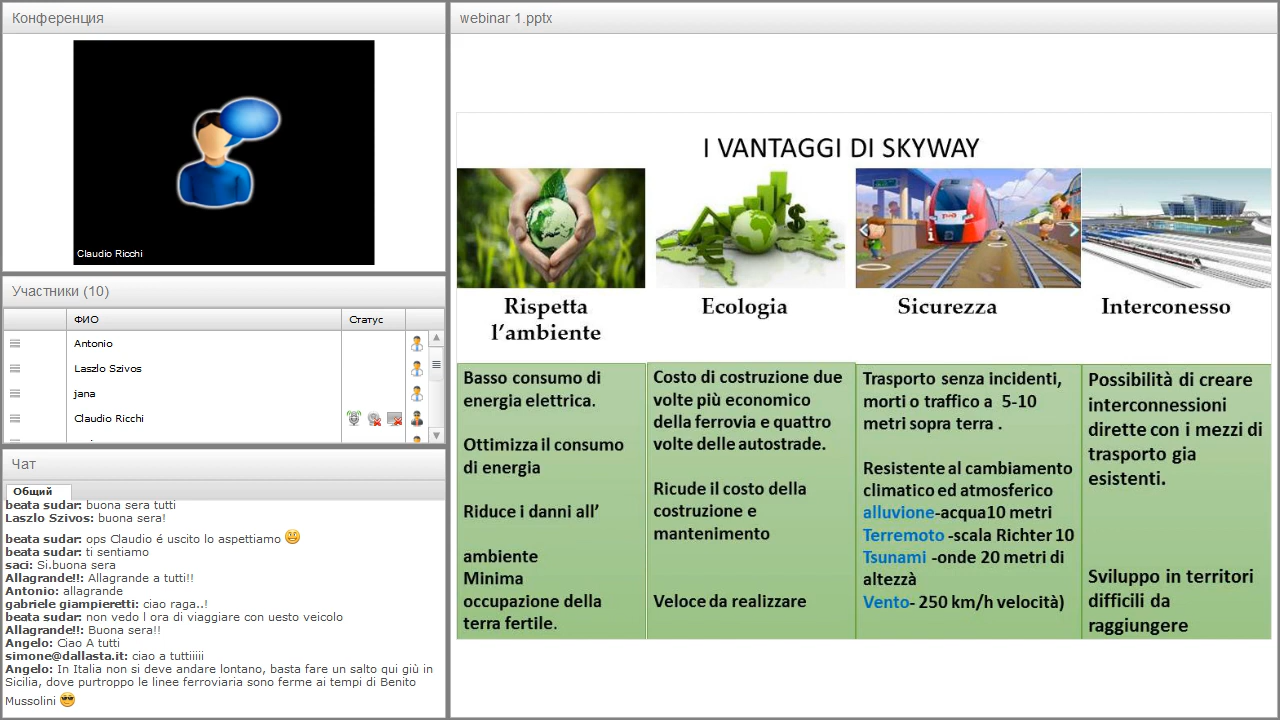 Конференция
Claudio Ricchi
Участники (10)
ФИО
Статус
Antonio
Laszlo Szivos
jana
Claudio Ricchi
Чат
Общий
beata sudar: buona sera tutti
Laszlo Szivos: buona sera!
beata sudar: ops Claudio é uscito lo aspettiamo
beata sudar: ti sentiamo
saci: Si.buona sera
Allagrande!!: Allagrande a tutti!!
Antonio: allagrande
gabriele giampieretti: ciao raga..!
beata sudar: non vedo l ora di viaggiare con uesto veicolo
Allagrande!!: Buona sera!!
Angelo: Ciao A tutti
simone@dallasta.it: ciao a tuttiiiii
Angelo: In Italia non si deve andare lontano, basta fare un salto qui giù in
Sicilia, dove purtroppo le linee ferroviaria sono ferme ai tempi di Benito
Mussolini
webinar 1.pptx
I VANTAGGI DI SKYWAY
Rispetta
l’ambiente
Basso consumo di
energia elettrica.
Ottimizza il consumo
di energia
Riduce i danni all’
ambiente
Minima
occupazione della
terra fertile.
Ecologia
Costo di costruzione due
volte più economico
della ferrovia e quattro
volte delle autostrade.
Ricude il costo della
costruzione e
mantenimento
Veloce da realizzare
Sicurezza
Trasporto senza incidenti,
morti o traffico a 5-10
metri sopra terra .
Resistente al cambiamento
climatico ed atmosferico
alluvione-acqua10 metri
Terremoto -scala Richter 10
Tsunami -onde 20 metri di
altezzà
Vento- 250 km/h velocità)
Interconesso
Possibilità di creare
interconnessioni
dirette con i mezzi di
trasporto gia
esistenti.
Sviluppo in territori
difficili da
raggiungere